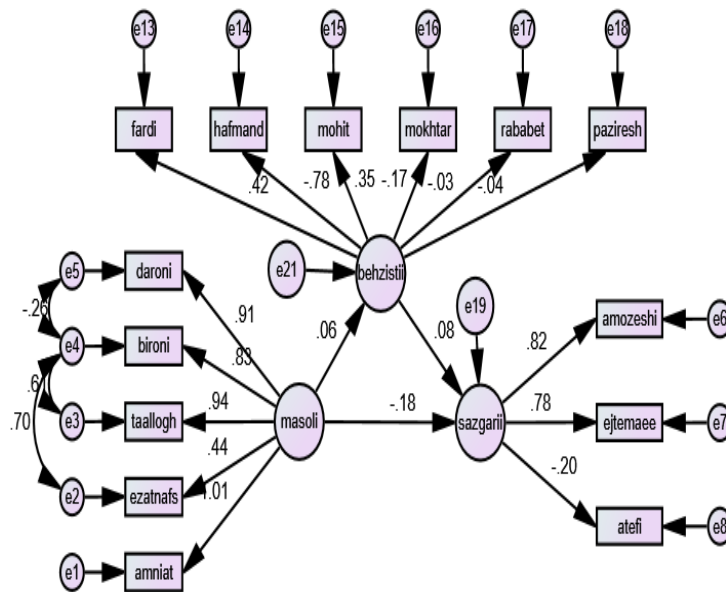 e13 e14 e15 e16 e17 e18
fardi hafmand mohit mokhtar rababet paziresh
.42 -.78 .35 -.17 -.03 -.04
e21 behzistii
e5 daroni
e19
-.26 .91 .06 .08 .82 amozeshi e6
e4 bironi .83
.6
.70 e3 taallogh .94 masoli -.18 sazgarii .78 ejtemaee e7
.44
e2 ezatnafs -.20
1.01
atefi e8
e1 amniat